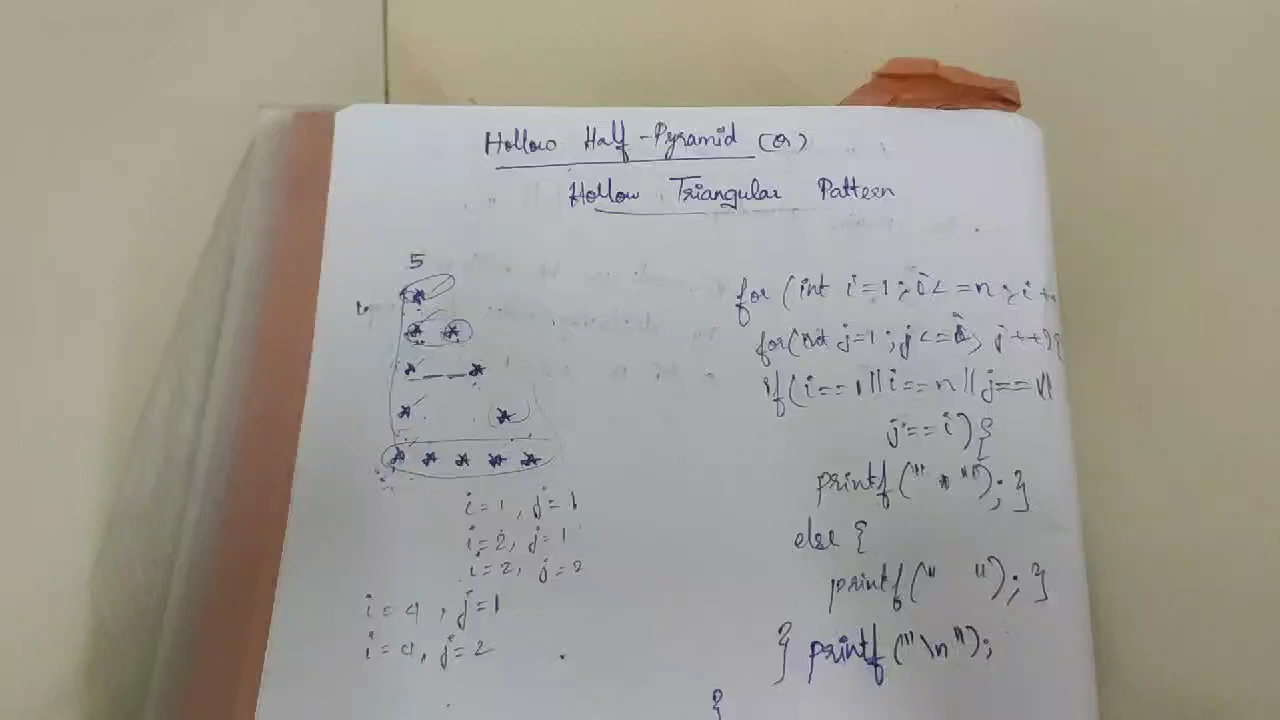 Hollow Half-Pyramid (or)
Hollow Triangular Pattern
5
*
* *
* __ *
* *
* * * * *
i=1, j=1
i=2, j=1
i=2, j=2
i=4, j=1
i=4, j=2
for (int i=1; i<=n; i+
for(int j=1; j<=i; j++){
if(i==1||i==n||j==1||
j==i){
printf("*"); }
else {
printf(" "); }
} printf("\n");
}